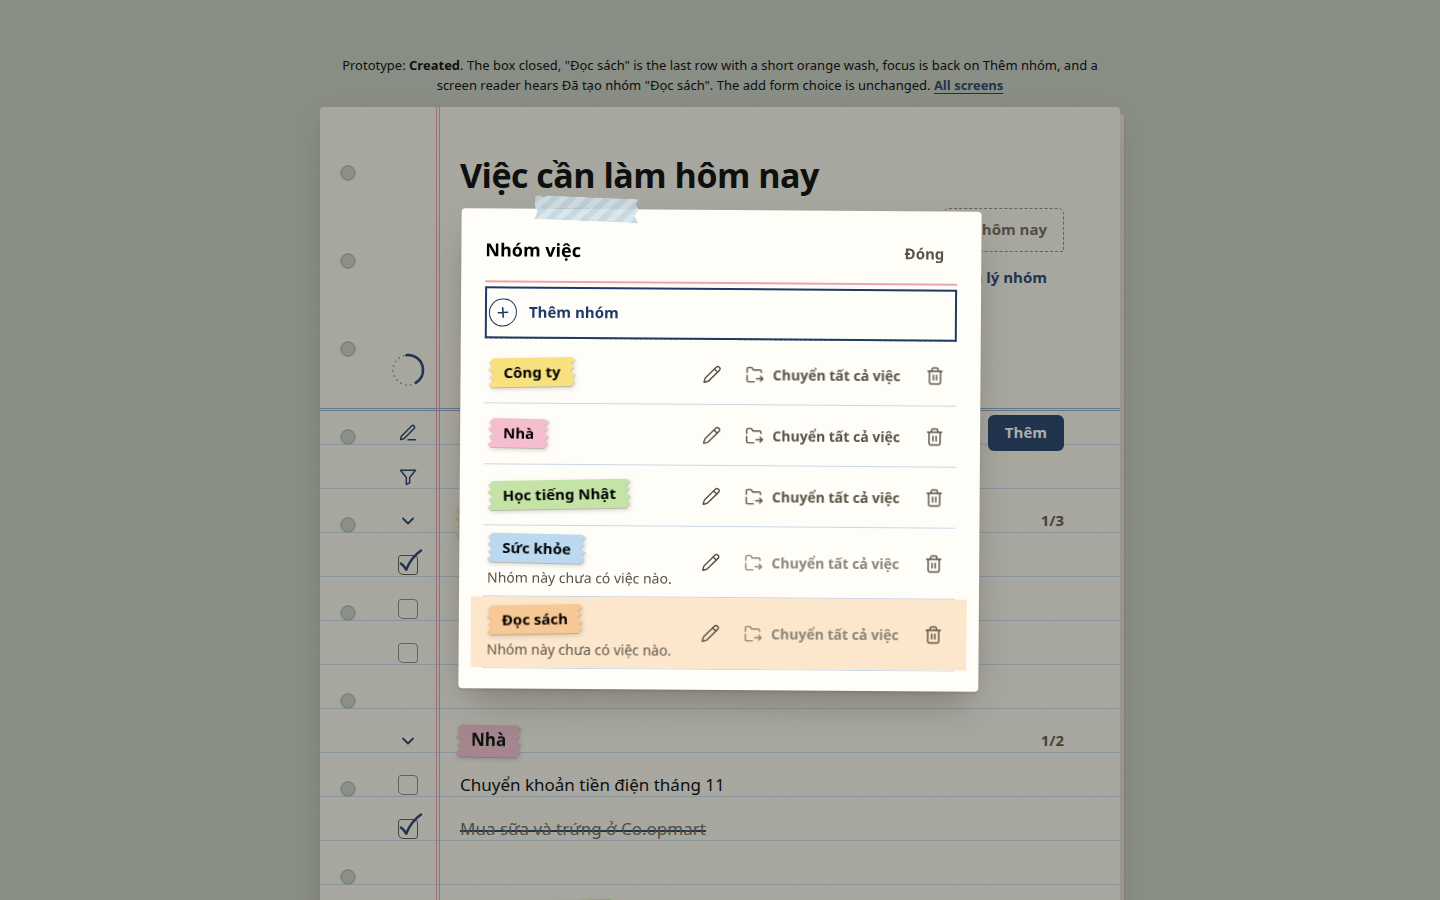 Prototype: Created. The box closed, "Đọc sách" is the last row with a short orange wash, focus is back on Thêm nhóm, and a
screen reader hears Đã tạo nhóm "Đọc sách". The add form choice is unchanged. All screens
Việc cần làm hôm nay
hôm nay
Nhóm việc
Đóng
lý nhóm
Thêm nhóm
Công ty
Chuyển tất cả việc
Nhà
Chuyển tất cả việc
Thêm
Học tiếng Nhật
Chuyển tất cả việc
1/3
Sức khỏe
Nhóm này chưa có việc nào.
Chuyển tất cả việc
Đọc sách
Nhóm này chưa có việc nào.
Chuyển tất cả việc
Nhà
1/2
Chuyển khoản tiền điện tháng 11
Mua sữa và trứng ở Co.opmart